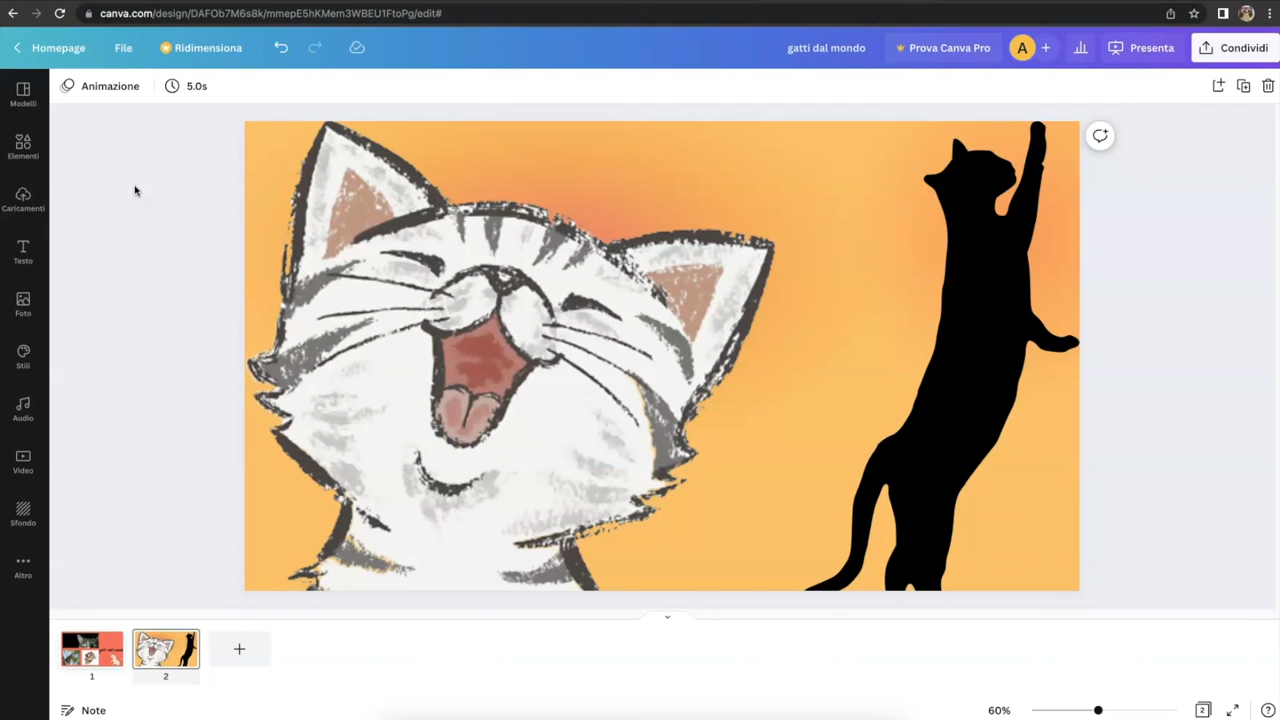 canva.com/design/DAFOb7M6s8k/mmepE5hKMem3WBEU1FtoPg/edit#
Homepage
File
Ridimensiona
gatti dal mondo
Prova Canva Pro
A
Presenta
Condividi
Modelli
Animazione
5.0s
Elementi
Caricamenti
Testo
Foto
Stili
Audio
Video
Sfondo
Altro
1
2
Note
60%
2